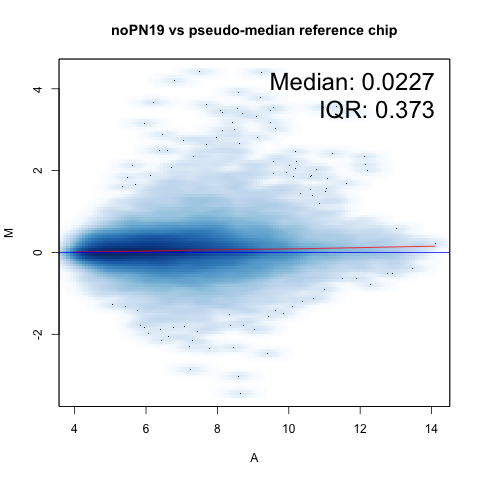 noPN19 vs pseudo-median reference chip
Median: 0.0227
IQR: 0.373
M
4
2
0
-2
4 6 8 10 12 14
A